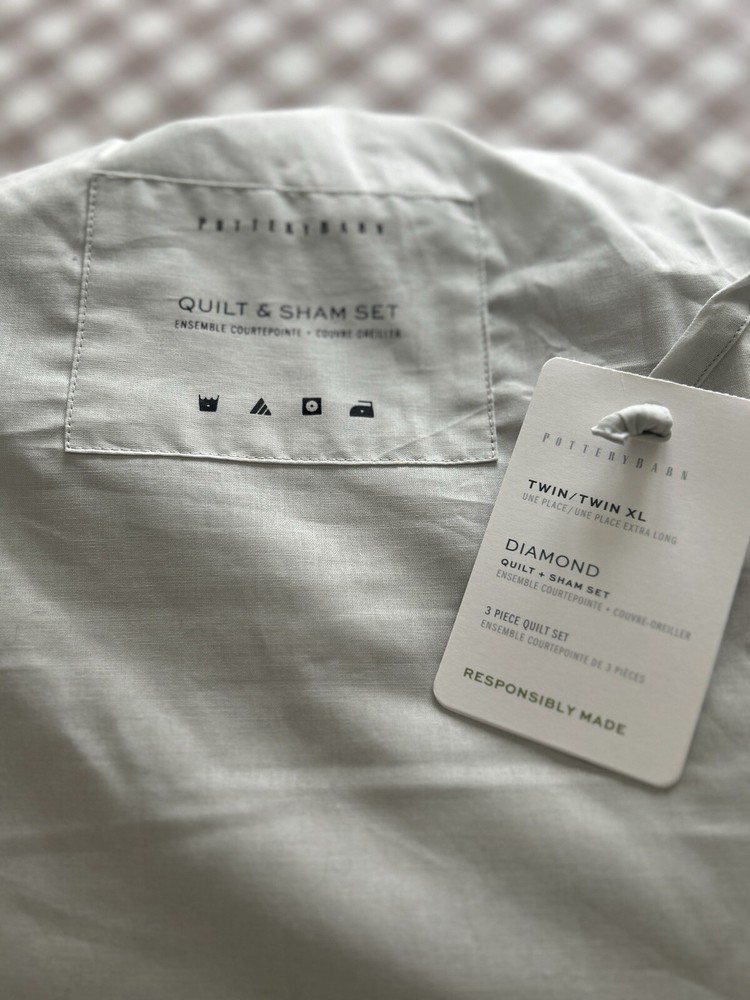 POTTERYBARN
QUILT & SHAM SET
ENSEMBLE COURTEPOINTE + COUVRE-OREILLER
POTTERYBARN
TWIN/TWIN XL
UNE PLACE/UNE PLACE EXTRA LONG
DIAMOND
QUILT + SHAM SET
ENSEMBLE COURTEPOINTE + COUVRE-OREILLER
3 PIECE QUILT SET
ENSEMBLE COURTEPOINTE DE 3 PIÈCES
RESPONSIBLY MADE